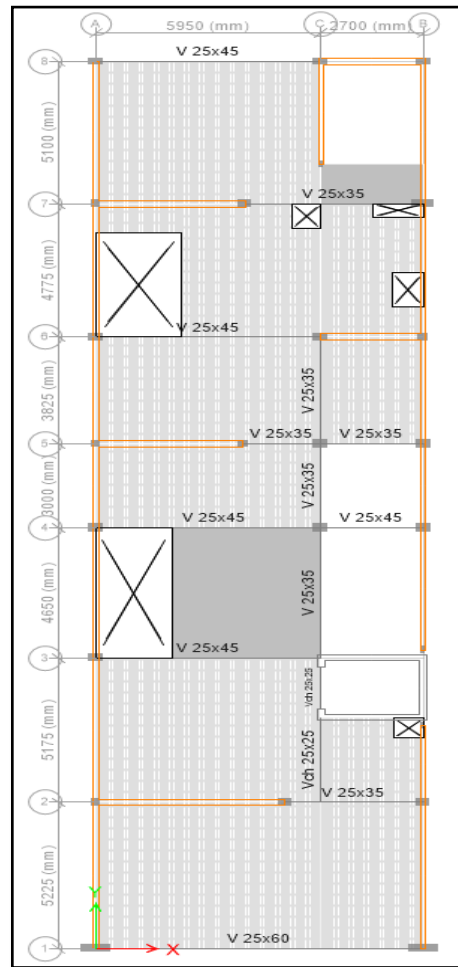 A C B
5950 (mm) 2700 (mm)
V 25x45
8
5100 (mm)
V 25x35
7
4775 (mm)
V 25x45
6
3825 (mm)
V 25x35
V 25x35 V 25x35
5
3000 (mm)
V 25x35
V 25x45 V 25x45
4
4650 (mm)
V 25x35
V 25x45
3
Vch 25x25
5175 (mm)
Vch 25x25
V 25x35
2
5225 (mm)
Y
V 25x60
1
X